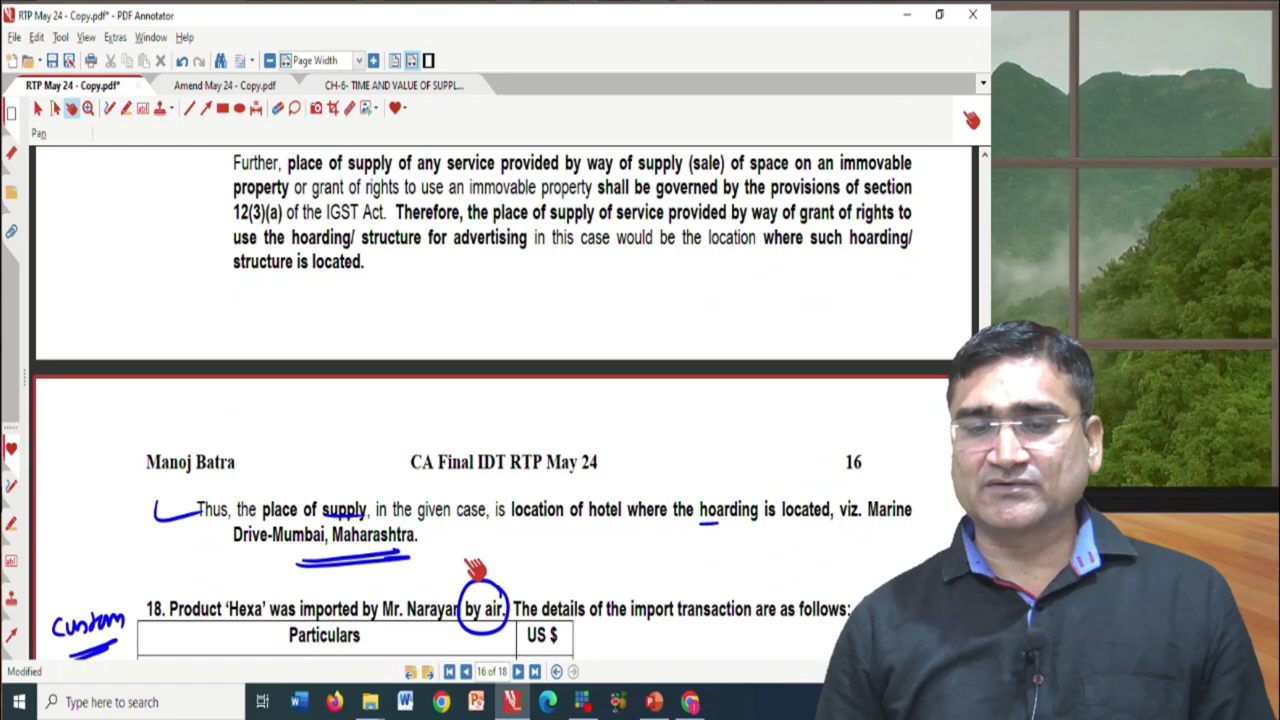 RTP May 24 - Copy.pdf* - PDF Annotator
File Edit Tool View Extras Window Help
Page Width
RTP May 24 - Copy.pdf* Amend May 24 - Copy.pdf CH-6- TIME AND VALUE OF SUPPL...
Pan
Further, place of supply of any service provided by way of supply (sale) of space on an immovable
property or grant of rights to use an immovable property shall be governed by the provisions of section
12(3)(a) of the IGST Act. Therefore, the place of supply of service provided by way of grant of rights to
use the hoarding/ structure for advertising in this case would be the location where such hoarding/
structure is located.
Manoj Batra CA Final IDT RTP May 24 16
Thus, the place of supply, in the given case, is location of hotel where the hoarding is located, viz. Marine
Drive-Mumbai, Maharashtra.
18. Product ‘Hexa’ was imported by Mr. Narayan by air. The details of the import transaction are as follows:
Custom
Particulars US $
Modified 16 of 18
Type here to search